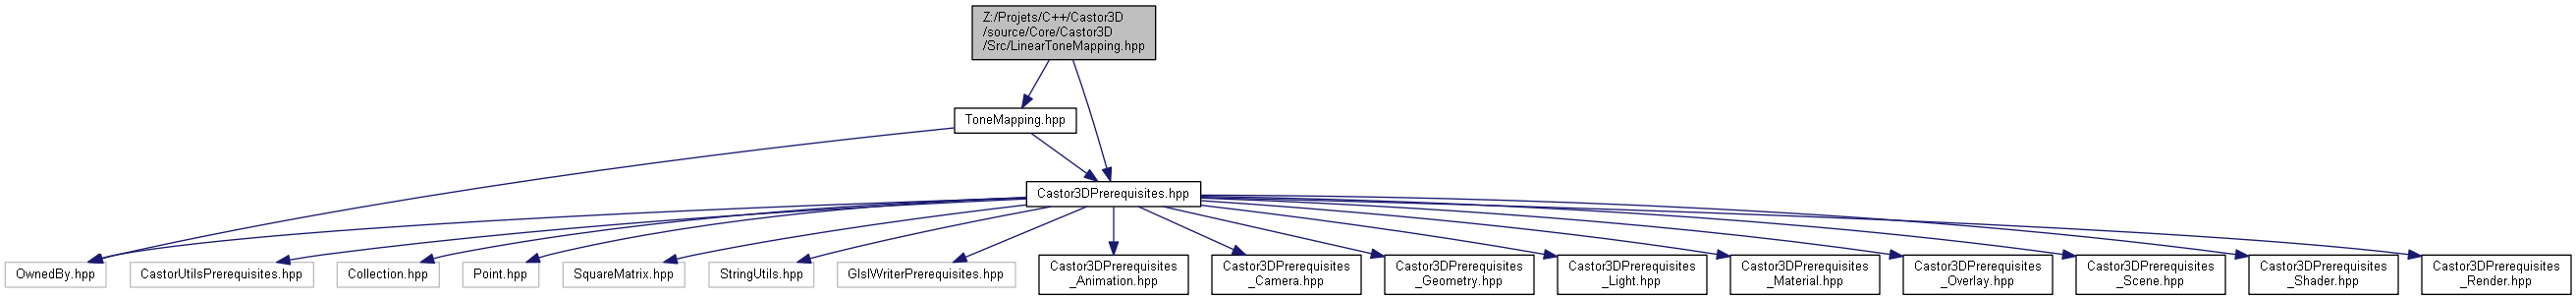 Z:/Projets/C++/Castor3D
/source/Core/Castor3D
/Src/LinearToneMapping.hpp
ToneMapping.hpp
Castor3DPrerequisites.hpp
OwnedBy.hpp
CastorUtilsPrerequisites.hpp
Collection.hpp
Point.hpp
SquareMatrix.hpp
StringUtils.hpp
GlslWriterPrerequisites.hpp
Castor3DPrerequisites
_Animation.hpp
Castor3DPrerequisites
_Camera.hpp
Castor3DPrerequisites
_Geometry.hpp
Castor3DPrerequisites
_Light.hpp
Castor3DPrerequisites
_Material.hpp
Castor3DPrerequisites
_Overlay.hpp
Castor3DPrerequisites
_Scene.hpp
Castor3DPrerequisites
_Shader.hpp
Castor3DPrerequisites
_Render.hpp